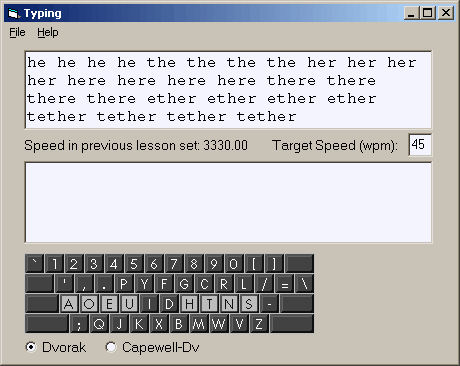 Typing
File Help
he he he he the the the the her her her
her here here here here there there
there there ether ether ether ether
tether tether tether tether
Speed in previous lesson set: 3330.00 Target Speed (wpm): 45
` 1 2 3 4 5 6 7 8 9 0 [ ]
' , . P Y F G C R L / = \
A O E U I D H T N S -
; Q J K X B M W V Z
Dvorak Capewell-Dv